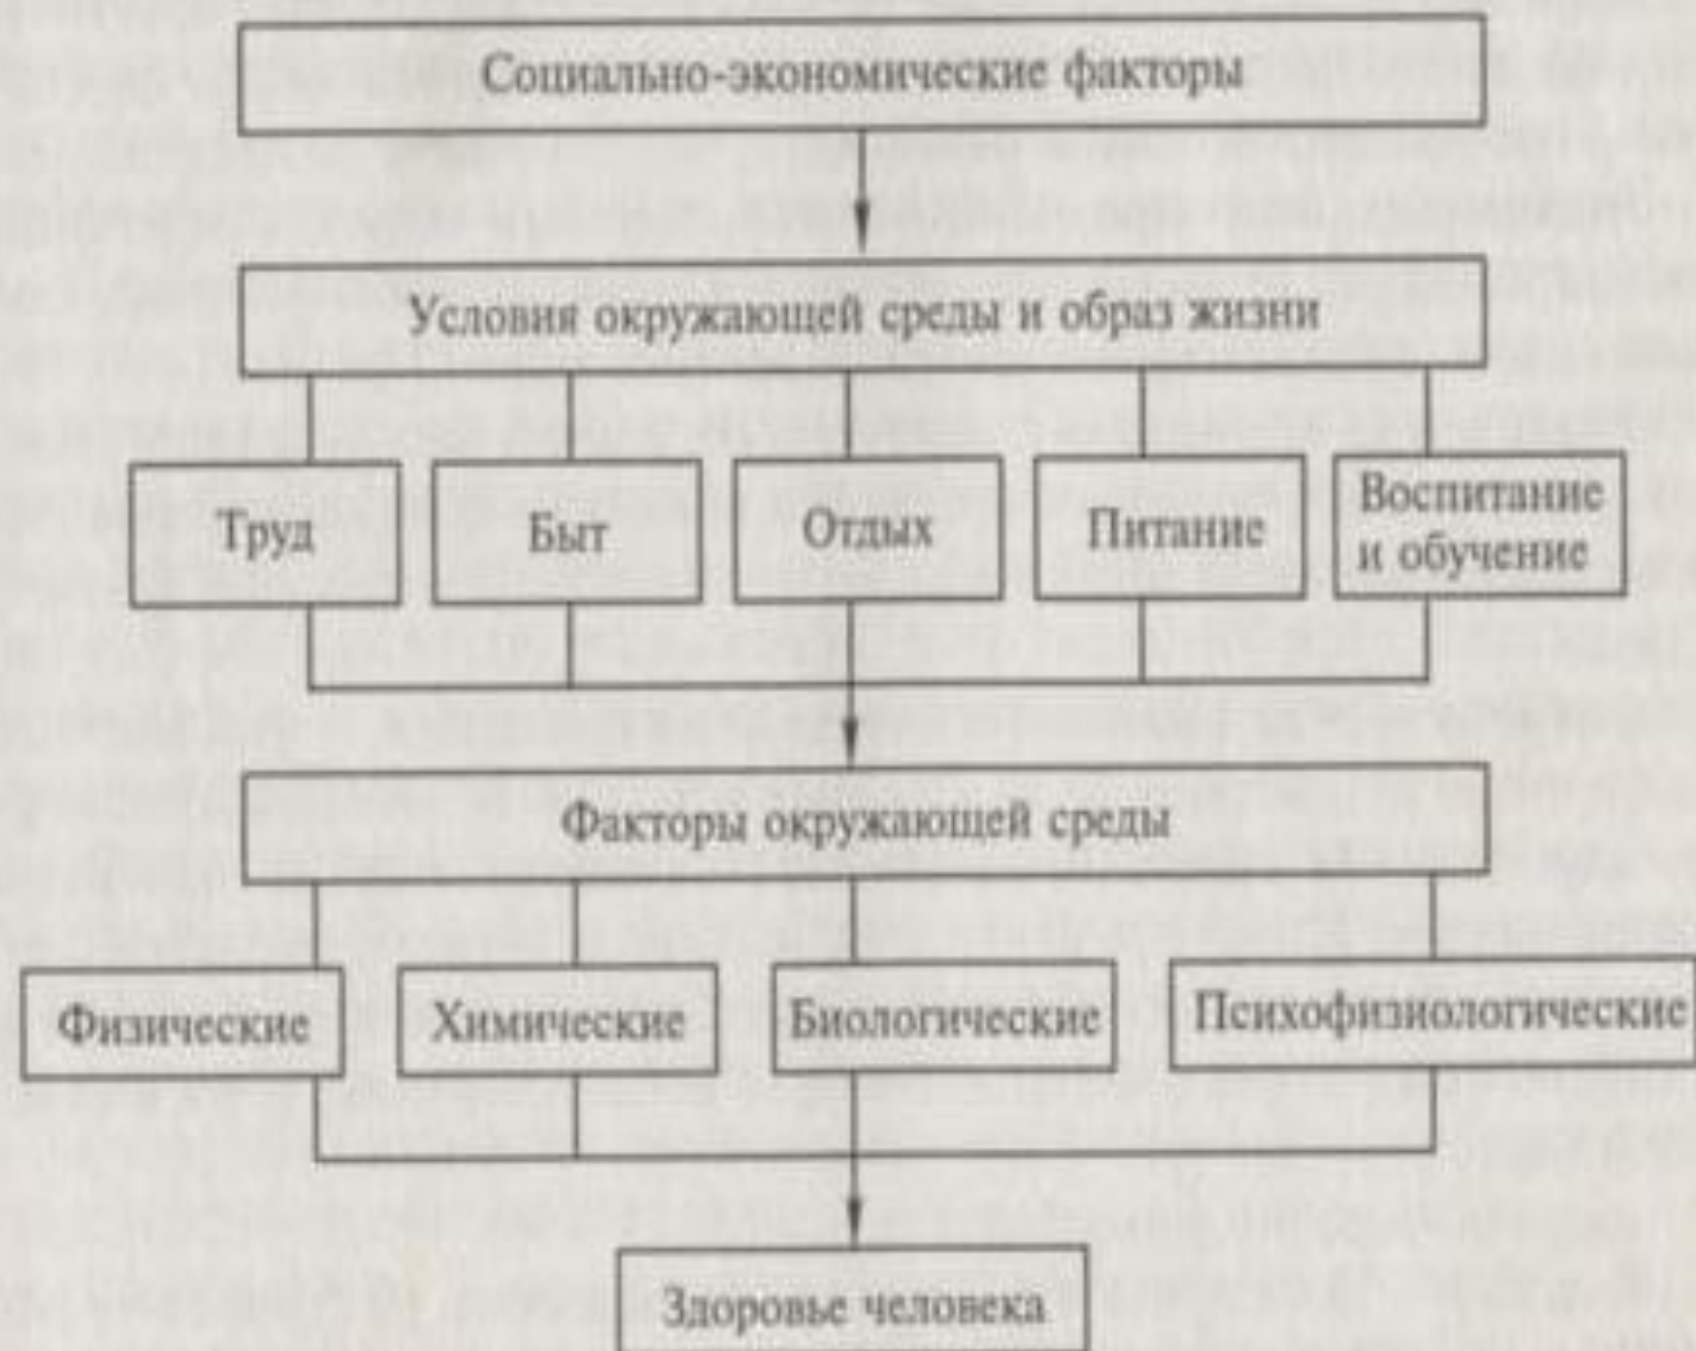 Социально-экономические факторы
Условия окружающей среды и образ жизни
Труд
Быт
Отдых
Питание
Воспитание
и обучение
Факторы окружающей среды
Физические
Химические
Биологические
Психофизиологические
Здоровье человека